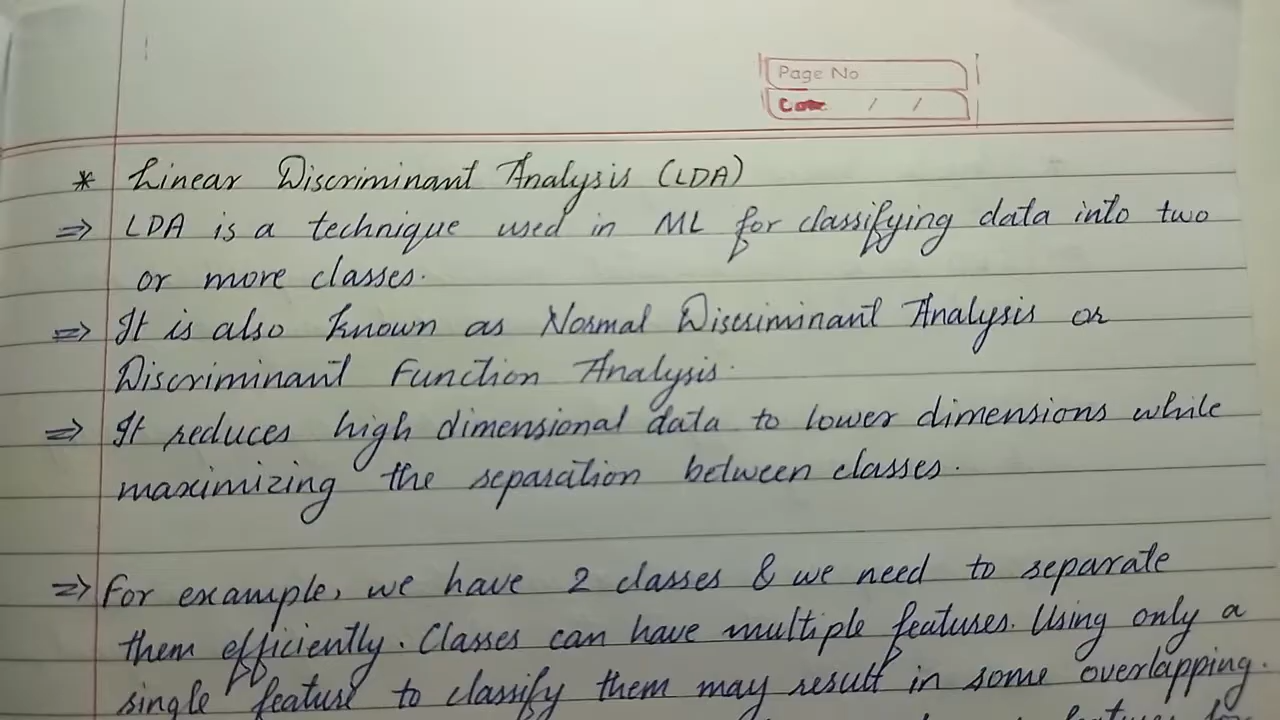 Page No
/ /
* Linear Discriminant Analysis (LDA)
⇒ LDA is a technique used in ML for classifying data into two
or more classes.
⇒ It is also known as Normal Discriminant Analysis or
Discriminant Function Analysis.
⇒ It reduces high dimensional data to lower dimensions while
maximizing the separation between classes.
⇒ For example, we have 2 classes & we need to separate
them efficiently. Classes can have multiple features. Using only a
single feature to classify them may result in some overlapping.
features for